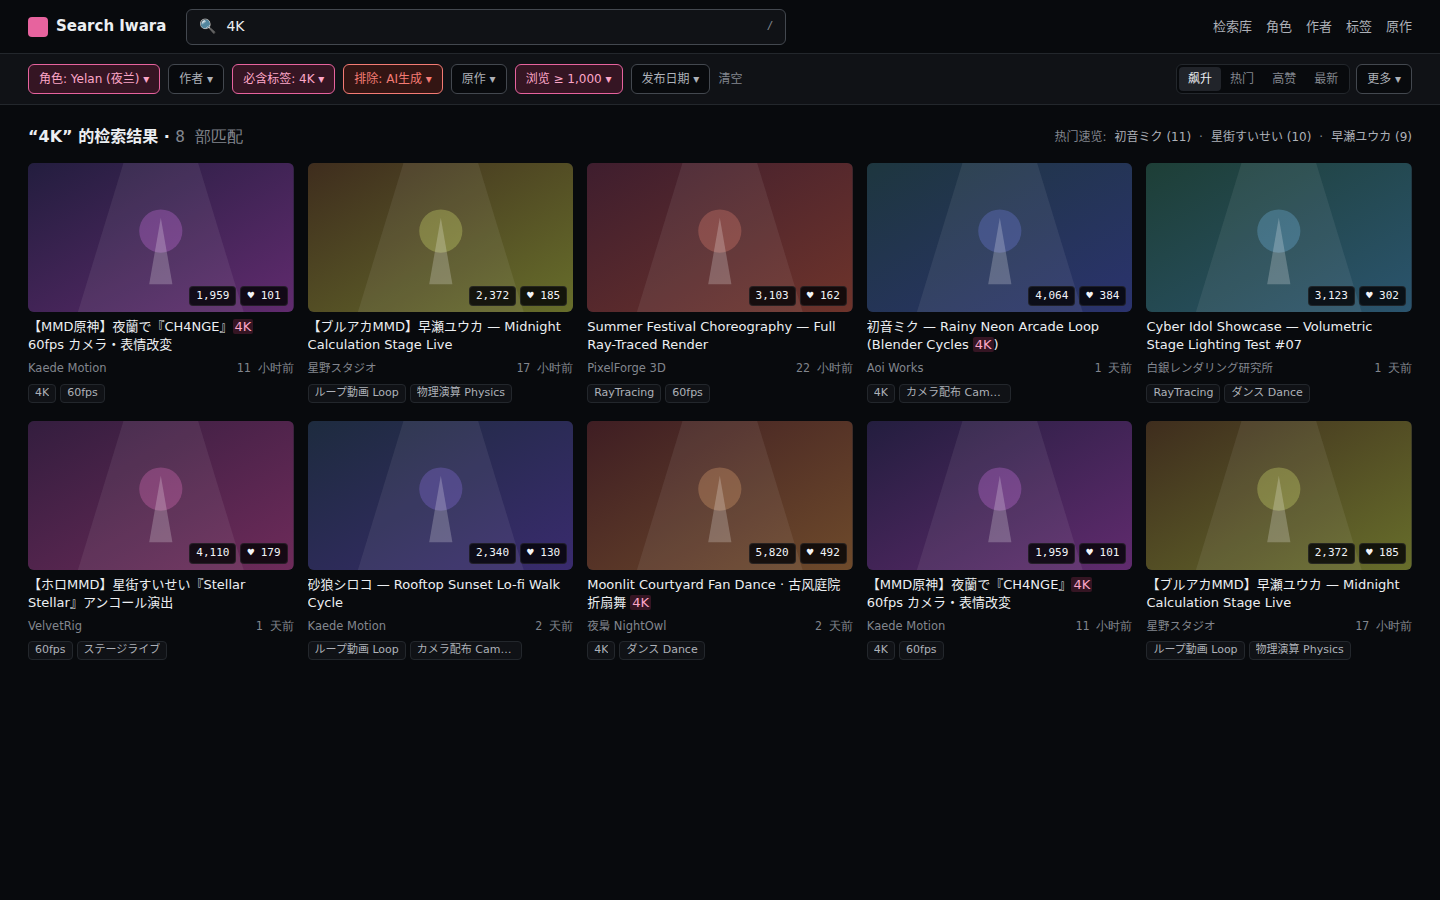 Search Iwara
🔍 4K /
检索库 角色 作者 标签 原作
角色: Yelan (夜兰) ▾ 作者 ▾ 必含标签: 4K ▾ 排除: AI生成 ▾ 原作 ▾ 浏览 ≥ 1,000 ▾ 发布日期 ▾ 清空
飙升 热门 高赞 最新 更多 ▾
“4K” 的检索结果 · 8 部匹配
热门速览: 初音ミク (11) · 星街すいせい (10) · 早瀬ユウカ (9)
1,959 ♥ 101
【MMD原神】夜蘭で『CH4NGE』4K
60fps カメラ・表情改変
Kaede Motion 11 小时前
4K 60fps
2,372 ♥ 185
【ブルアカMMD】早瀬ユウカ — Midnight
Calculation Stage Live
星野スタジオ 17 小时前
ループ動画 Loop 物理演算 Physics
3,103 ♥ 162
Summer Festival Choreography — Full
Ray-Traced Render
PixelForge 3D 22 小时前
RayTracing 60fps
4,064 ♥ 384
初音ミク — Rainy Neon Arcade Loop
(Blender Cycles 4K)
Aoi Works 1 天前
4K カメラ配布 Cam…
3,123 ♥ 302
Cyber Idol Showcase — Volumetric
Stage Lighting Test #07
白銀レンダリング研究所 1 天前
RayTracing ダンス Dance
4,110 ♥ 179
【ホロMMD】星街すいせい『Stellar
Stellar』アンコール演出
VelvetRig 1 天前
60fps ステージライブ
2,340 ♥ 130
砂狼シロコ — Rooftop Sunset Lo-fi Walk
Cycle
Kaede Motion 2 天前
ループ動画 Loop カメラ配布 Cam…
5,820 ♥ 492
Moonlit Courtyard Fan Dance · 古风庭院
折扇舞 4K
夜梟 NightOwl 2 天前
4K ダンス Dance
1,959 ♥ 101
【MMD原神】夜蘭で『CH4NGE』4K
60fps カメラ・表情改変
Kaede Motion 11 小时前
4K 60fps
2,372 ♥ 185
【ブルアカMMD】早瀬ユウカ — Midnight
Calculation Stage Live
星野スタジオ 17 小时前
ループ動画 Loop 物理演算 Physics